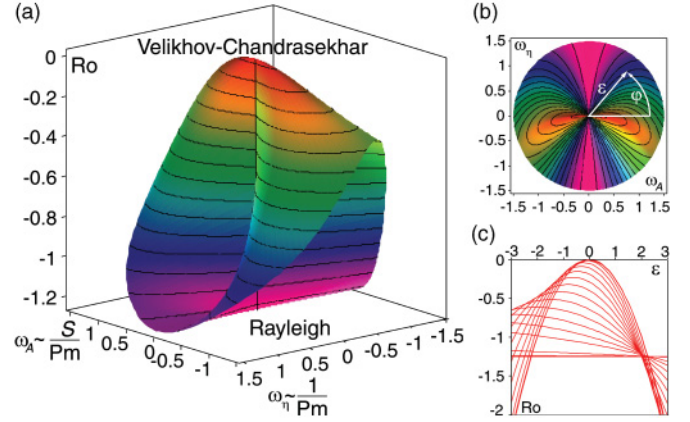 (a)
Velikhov-Chandrasekhar
Ro
0
-0.2
-0.4
-0.6
-0.8
-1
-1.2
Rayleigh
ω_A~ S/Pm
1
0.5
0
-0.5
-1
1.5
1
0.5
0
-0.5
-1
-1.5
ω_η~ 1/Pm
(b)
1.5
1
0.5
0
-0.5
-1
-1.5
ω_η
ε
φ
ω_A
-1.5 -1 -0.5 0 0.5 1 1.5
(c)
-3 -2 -1 0 1 2 3
ε
0
-0.5
-1
-1.5
-2
Ro